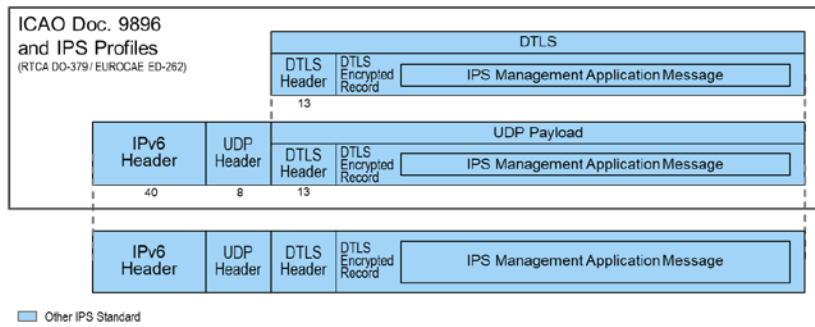 ICAO Doc. 9896
and IPS Profiles
(RTCA DO-379/ EUROCAE ED-262)
DTLS
DTLS Header
DTLS Encrypted Record
IPS Management Application Message
13
IPv6 Header
UDP Header
UDP Payload
DTLS Header
DTLS Encrypted Record
IPS Management Application Message
40
8
13
IPv6 Header
UDP Header
DTLS Header
DTLS Encrypted Record
IPS Management Application Message
Other IPS Standard